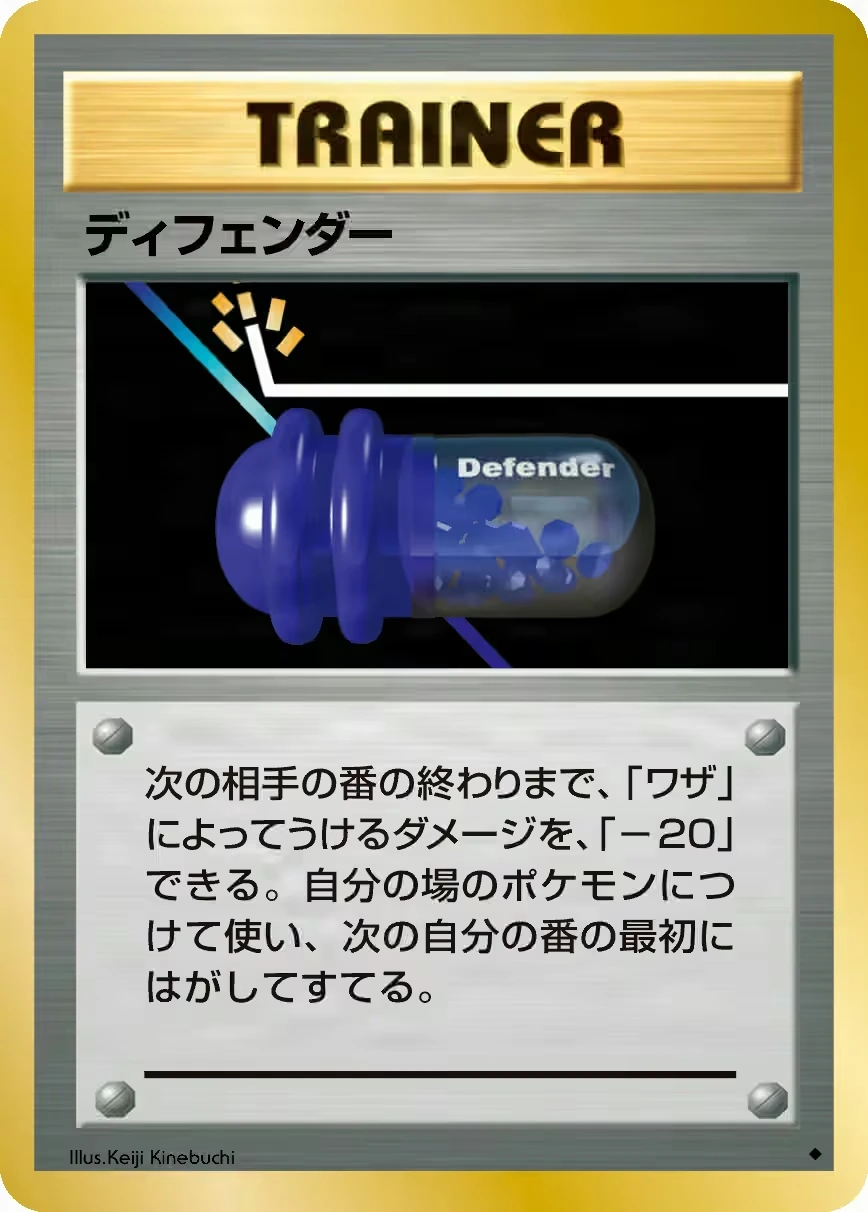 TRAINER
ディフェンダー
Defender
次の相手の番の終わりまで、「ワザ」
によってうけるダメージを、「－20」
できる。自分の場のポケモンにつ
けて使い、次の自分の番の最初に
はがしてすてる。
Illus.Keiji Kinebuchi